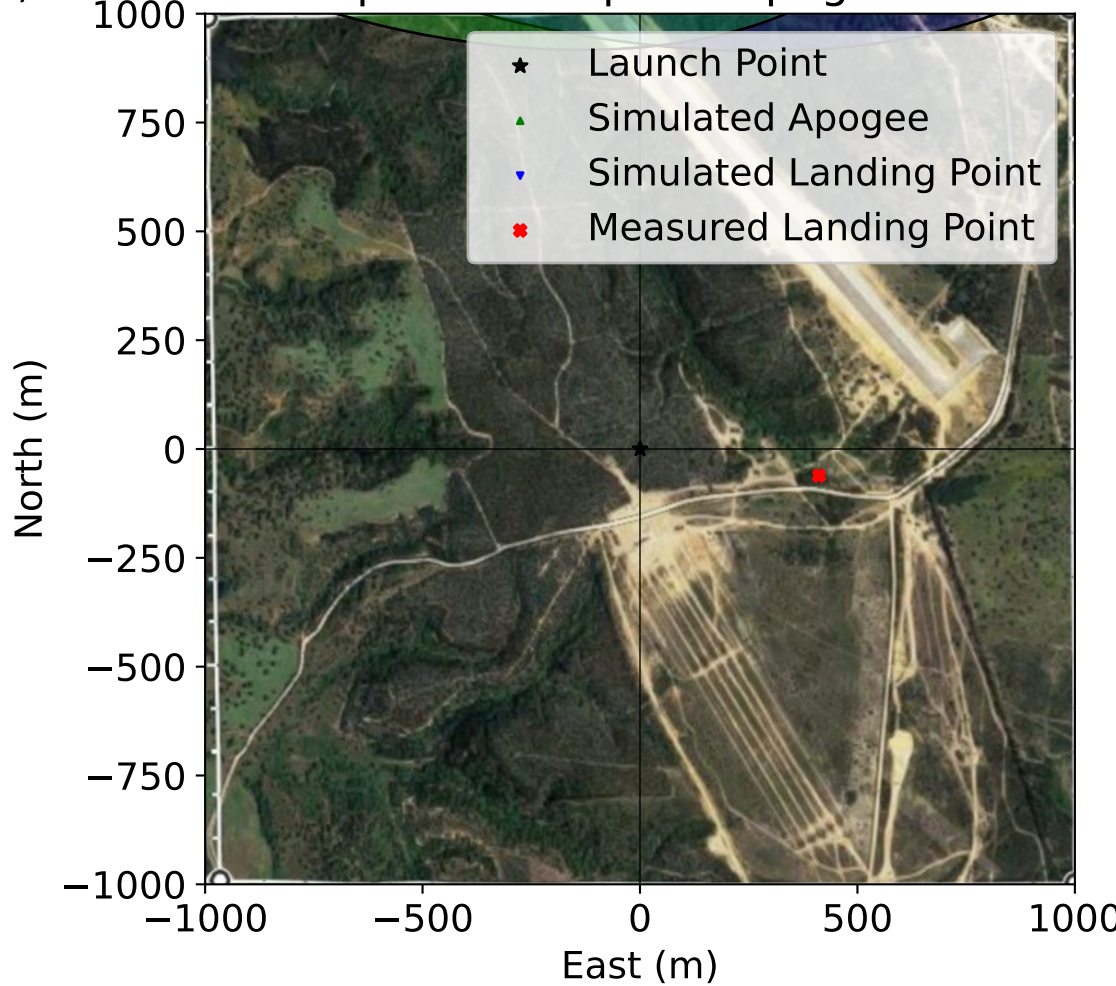 1000
750
500
250
0
−250
−500
−750
−1000
North (m)
Launch Point
Simulated Apogee
Simulated Landing Point
Measured Landing Point
−1000
−500
0
500
1000
East (m)